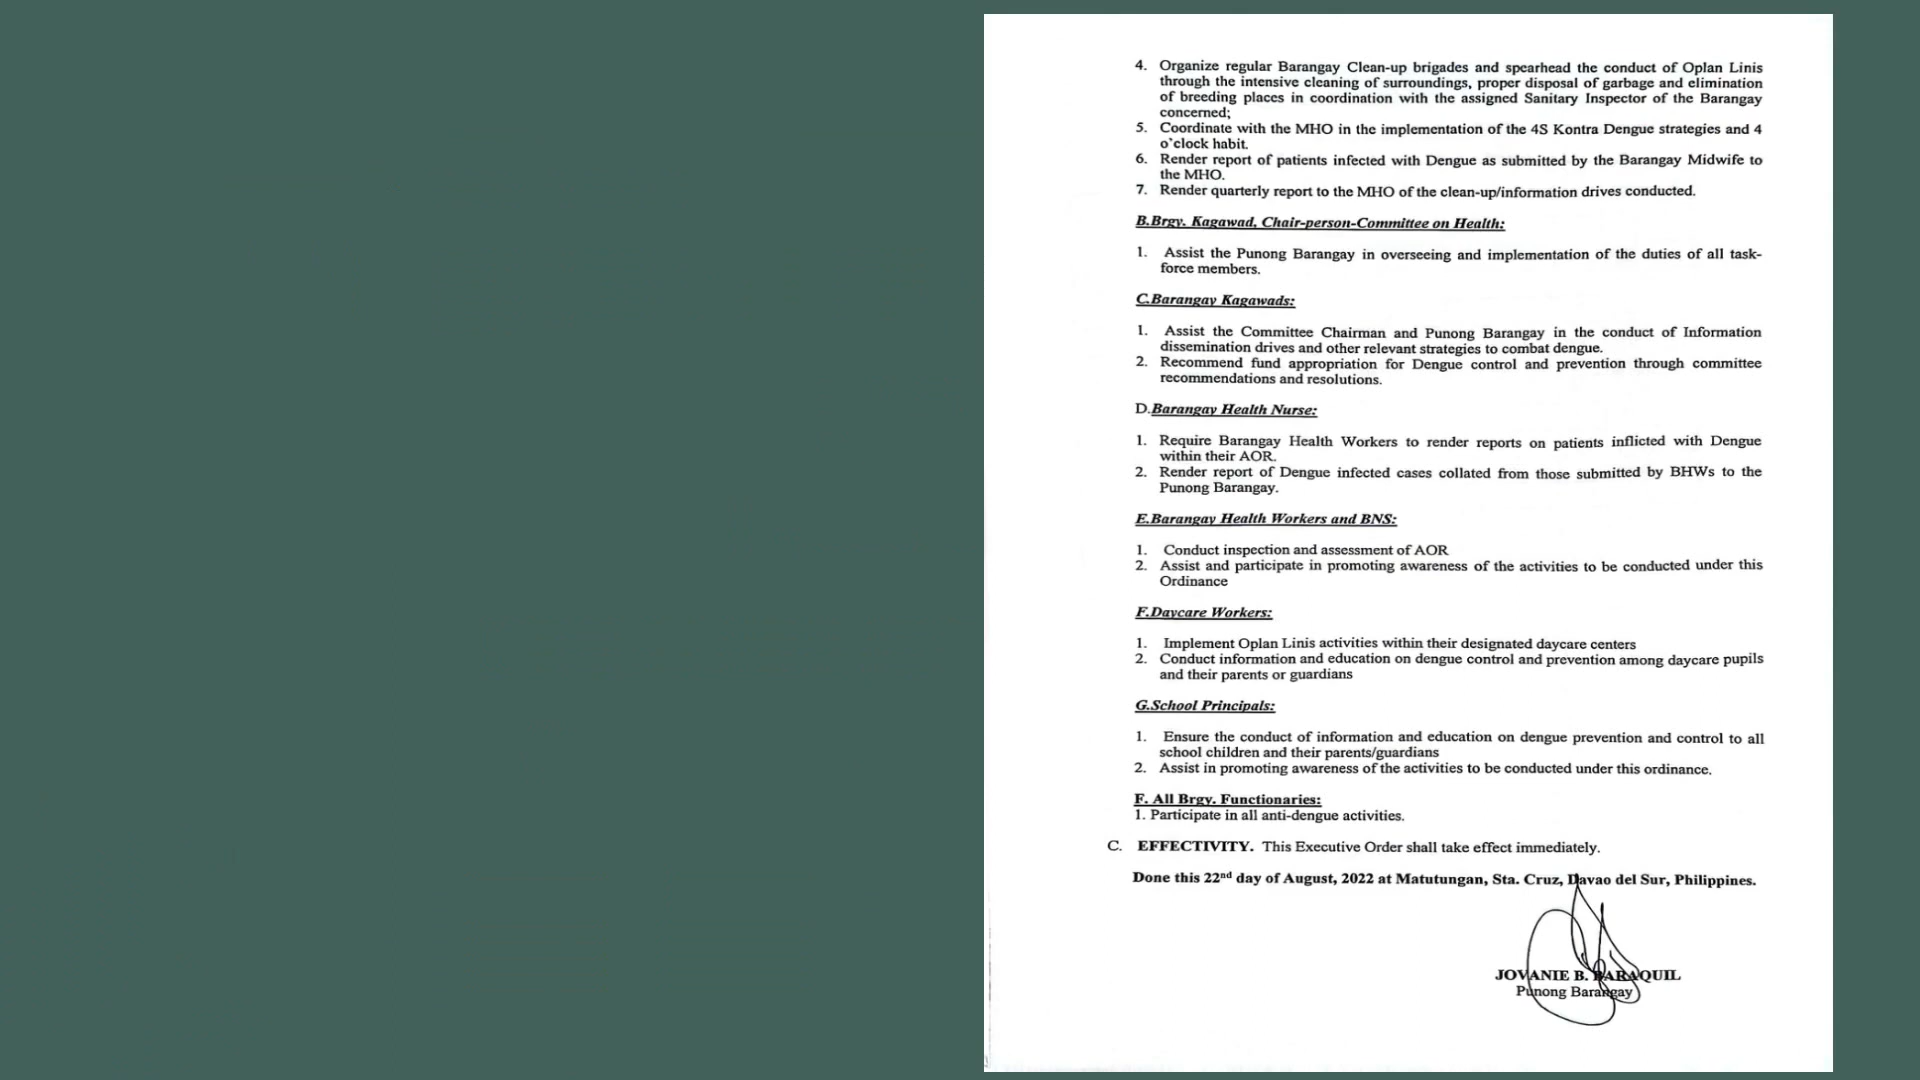 4. Organize regular Barangay Clean-up brigades and spearhead the conduct of Oplan Linis
through the intensive cleaning of surroundings, proper disposal of garbage and elimination
of breeding places in coordination with the assigned Sanitary Inspector of the Barangay
concerned;
5. Coordinate with the MHO in the implementation of the 4S Kontra Dengue strategies and 4
o'clock habit.
6. Render report of patients infected with Dengue as submitted by the Barangay Midwife to
the MHO.
7. Render quarterly report to the MHO of the clean-up/information drives conducted.
B.Brgy. Kagawad, Chair-person-Committee on Health:
1. Assist the Punong Barangay in overseeing and implementation of the duties of all task-
force members.
C.Barangay Kagawads:
1. Assist the Committee Chairman and Punong Barangay in the conduct of Information
dissemination drives and other relevant strategies to combat dengue.
2. Recommend fund appropriation for Dengue control and prevention through committee
recommendations and resolutions.
D.Barangay Health Nurse:
1. Require Barangay Health Workers to render reports on patients inflicted with Dengue
within their AOR.
2. Render report of Dengue infected cases collated from those submitted by BHWs to the
Punong Barangay.
E.Barangay Health Workers and BNS:
1. Conduct inspection and assessment of AOR
2. Assist and participate in promoting awareness of the activities to be conducted under this
Ordinance
F.Daycare Workers:
1. Implement Oplan Linis activities within their designated daycare centers
2. Conduct information and education on dengue control and prevention among daycare pupils
and their parents or guardians
G.School Principals:
1. Ensure the conduct of information and education on dengue prevention and control to all
school children and their parents/guardians
2. Assist in promoting awareness of the activities to be conducted under this ordinance.
F. All Brgy. Functionaries:
1. Participate in all anti-dengue activities.
C. EFFECTIVITY. This Executive Order shall take effect immediately.
Done this 22nd day of August, 2022 at Matutungan, Sta. Cruz, Davao del Sur, Philippines.
JOVANIE B. BARAQUIL
Punong Barangay